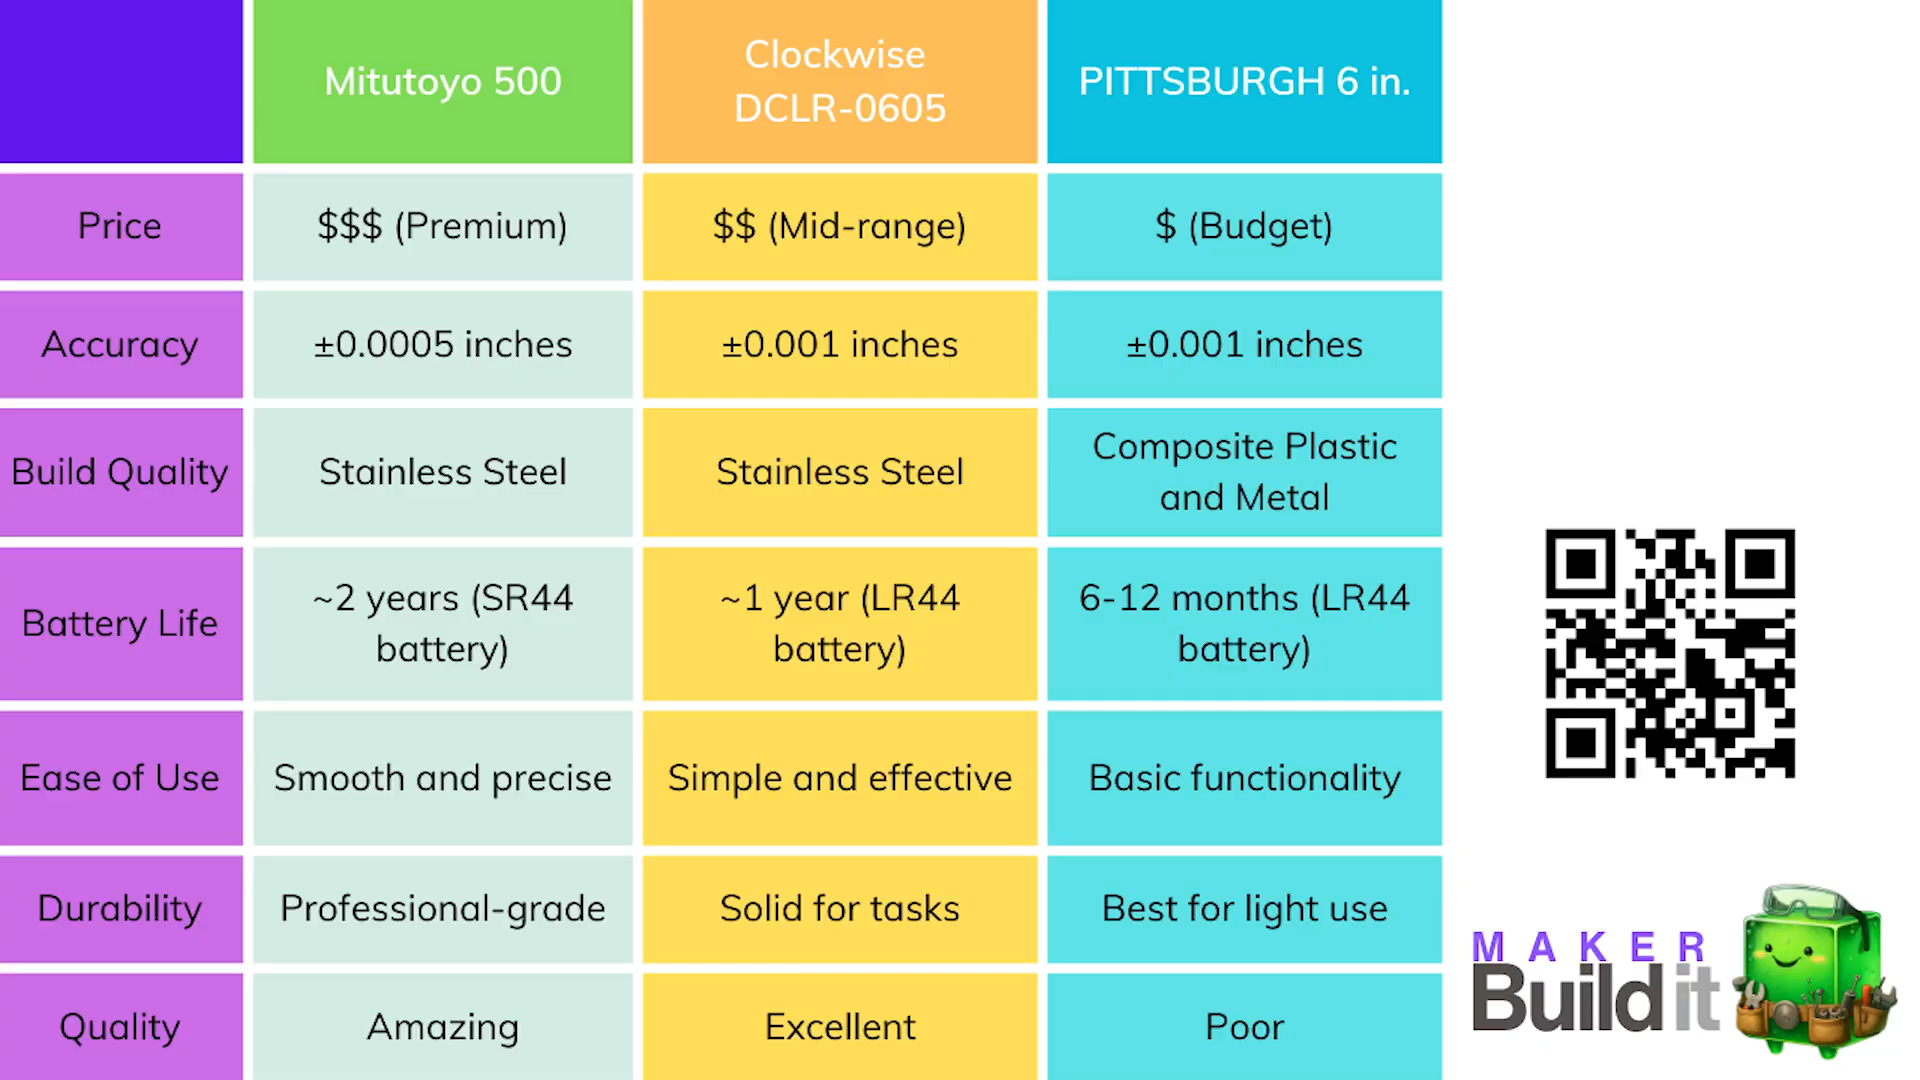 Mitutoyo 500
Clockwise
DCLR-0605
PITTSBURGH 6 in.
Price
$$$ (Premium)
$$ (Mid-range)
$ (Budget)
Accuracy
±0.0005 inches
±0.001 inches
±0.001 inches
Build Quality
Stainless Steel
Stainless Steel
Composite Plastic
and Metal
Battery Life
~2 years (SR44
battery)
~1 year (LR44
battery)
6-12 months (LR44
battery)
Ease of Use
Smooth and precise
Simple and effective
Basic functionality
Durability
Professional-grade
Solid for tasks
Best for light use
Quality
Amazing
Excellent
Poor
MAKER
Build it